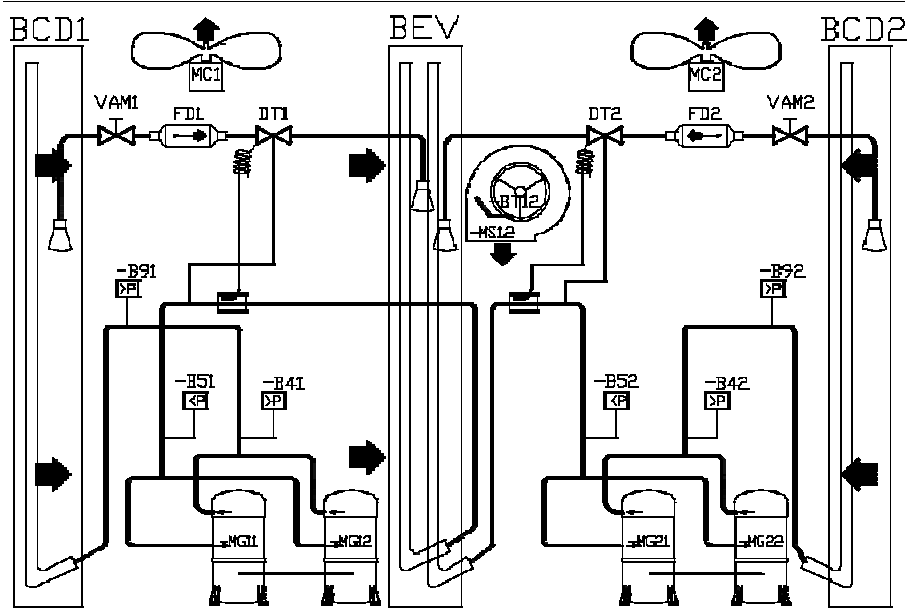 BCD1 BEV BCD2
MC1 MC2
VAM1 FD1 DT1 DT2 FD2 VAM2
-BT12
-MS12
-B91 -B92
>P >P
-B51 -B41 -B52 -B42
<P >P <P >P
MG11 MG12 MG21 MG22